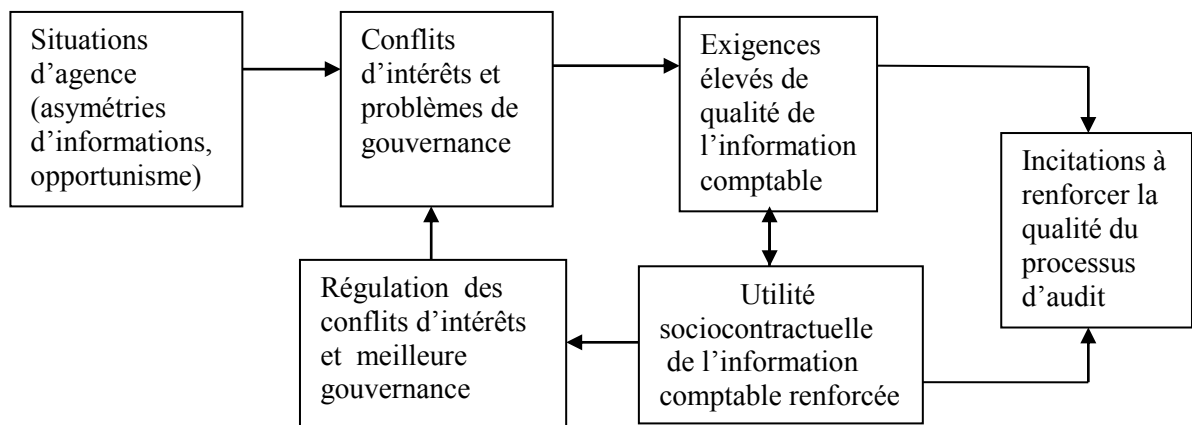 Situations
d’agence
(asymétries
d’informations,
opportunisme)
Conflits
d’intérêts et
problèmes de
gouvernance
Exigences
élevés de
qualité de
l’information
comptable
Incitations à
renforcer la
qualité du
processus
d’audit
Régulation des
conflits d’intérêts
et meilleure
gouvernance
Utilité
sociocontractuelle
de l’information
comptable renforcée